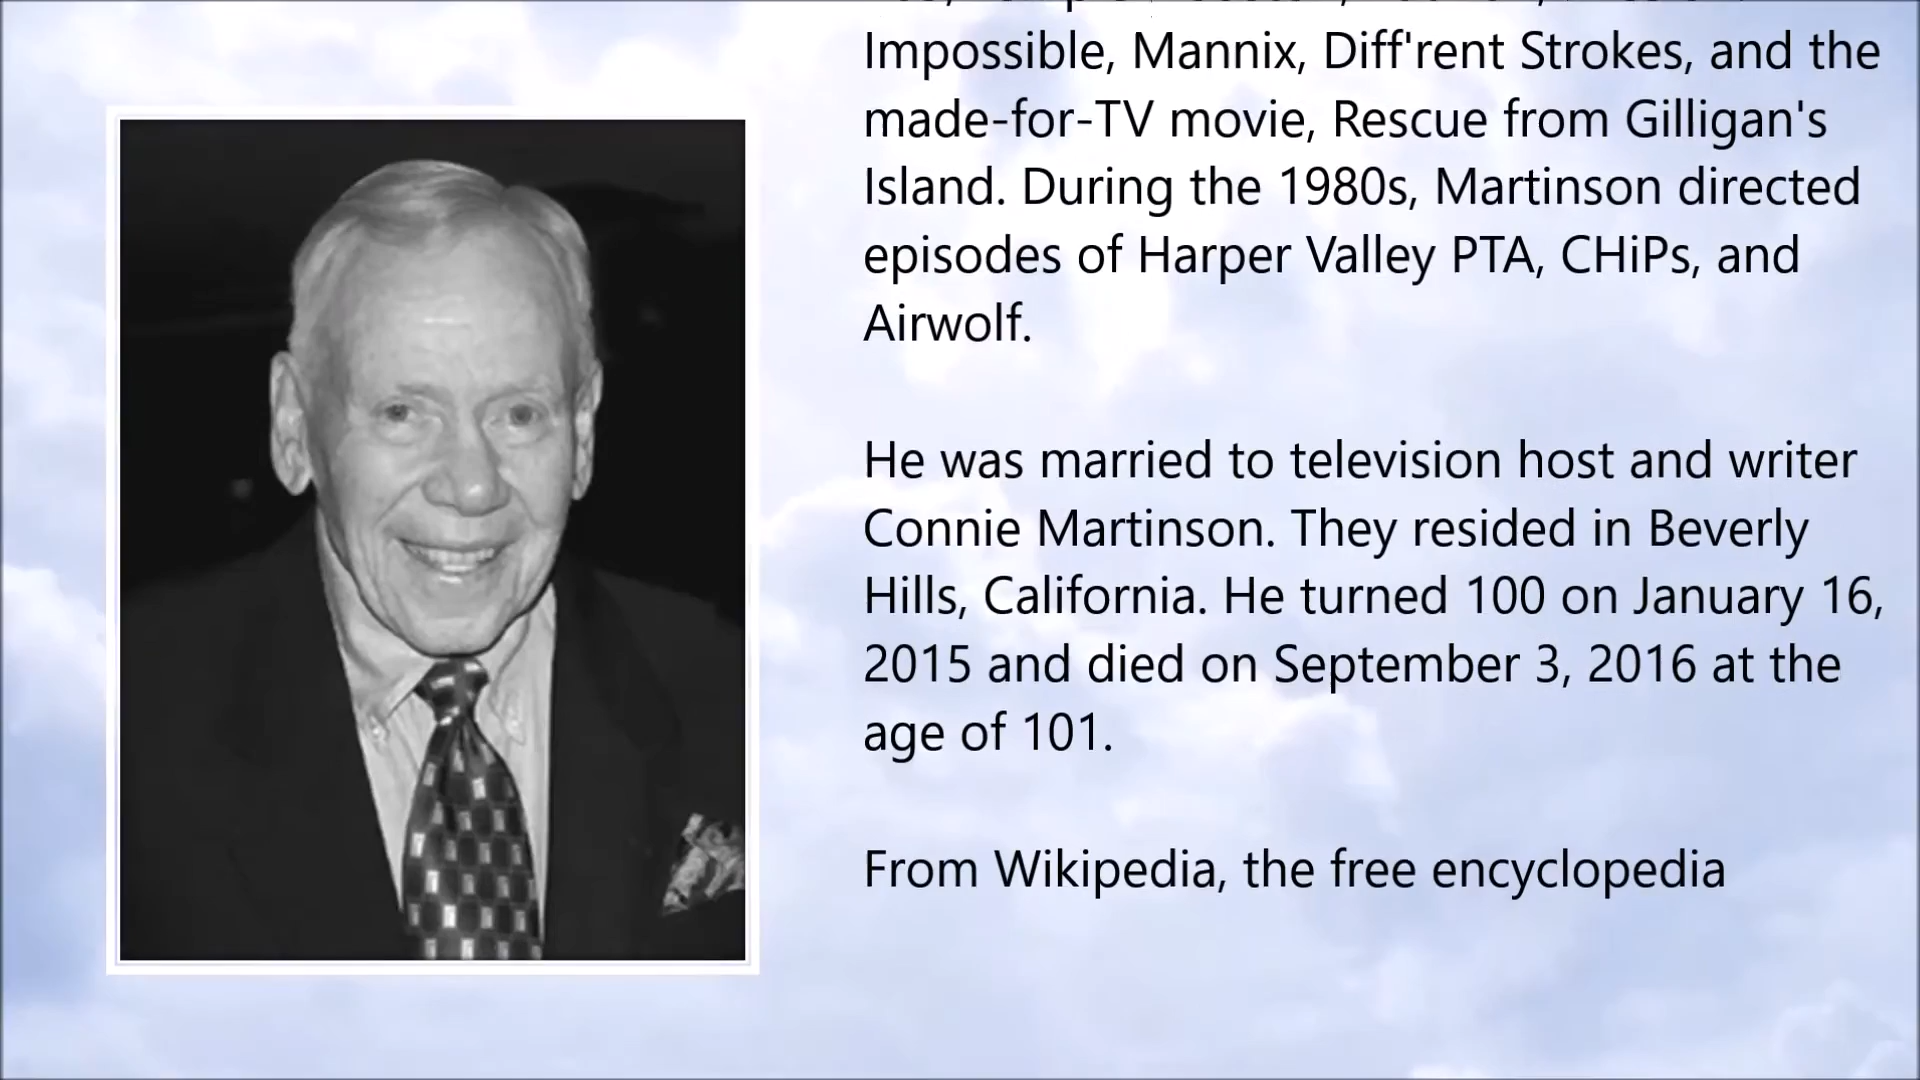 Impossible, Mannix, Diff'rent Strokes, and the
made-for-TV movie, Rescue from Gilligan's
Island. During the 1980s, Martinson directed
episodes of Harper Valley PTA, CHiPs, and
Airwolf.
He was married to television host and writer
Connie Martinson. They resided in Beverly
Hills, California. He turned 100 on January 16,
2015 and died on September 3, 2016 at the
age of 101.
From Wikipedia, the free encyclopedia